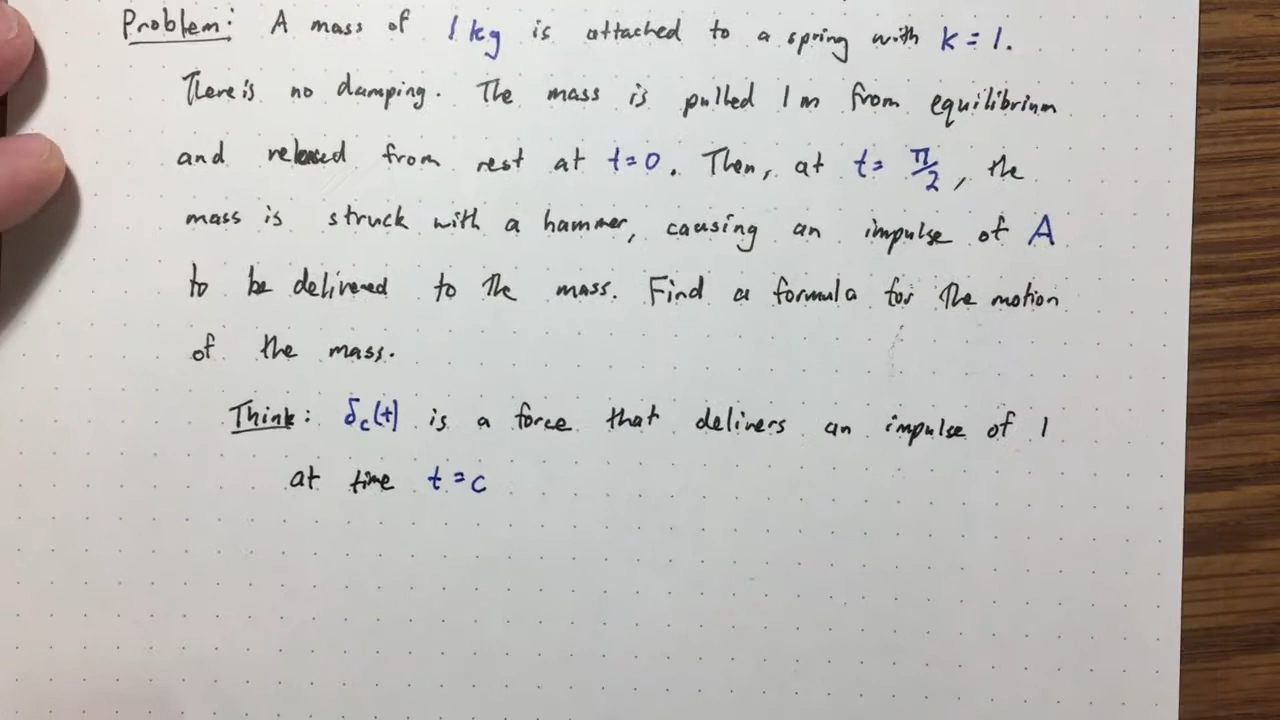 Problem: A mass of 1 kg is attached to a spring with k = 1.
There is no damping. The mass is pulled 1 m from equilibrium
and released from rest at t=0. Then, at t= π/2, the
mass is struck with a hammer, causing an impulse of A
to be delivered to the mass. Find a formula for the motion
of the mass.
Think: δc(t) is a force that delivers an impulse of 1
at time t=c